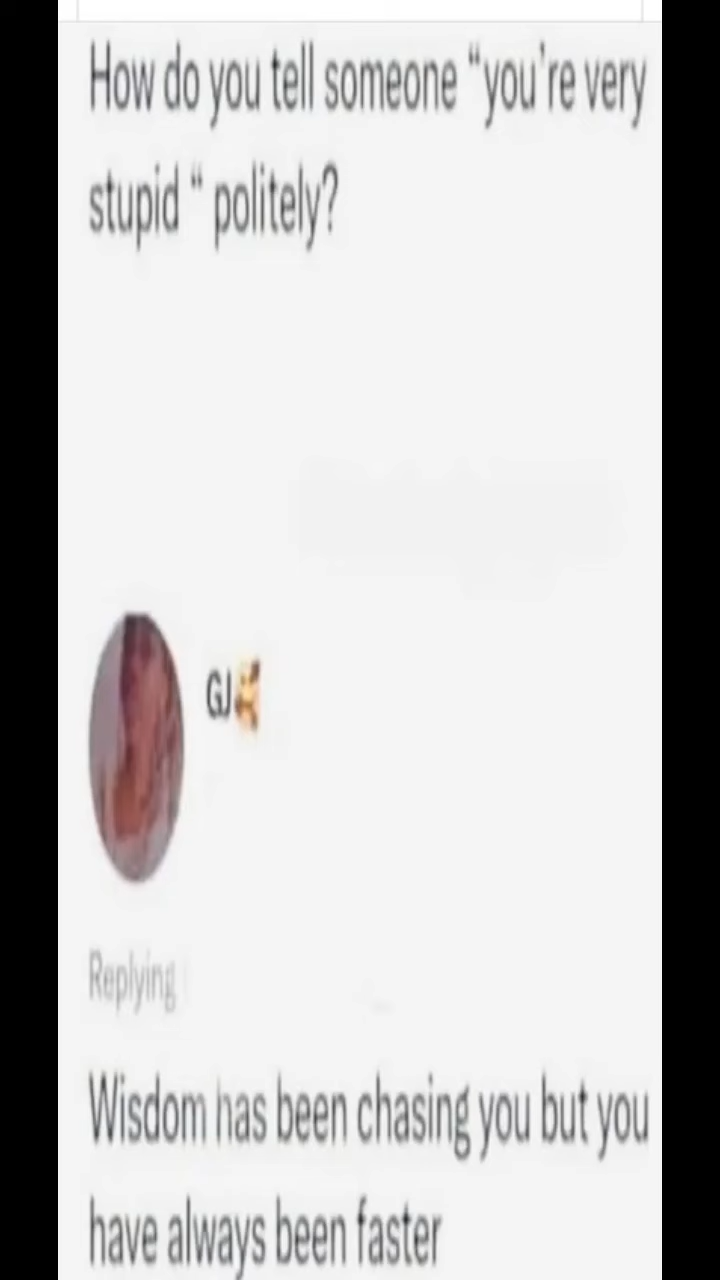 How do you tell someone “you’re very
stupid “ politely?
GJ
Replying
Wisdom has been chasing you but you
have always been faster